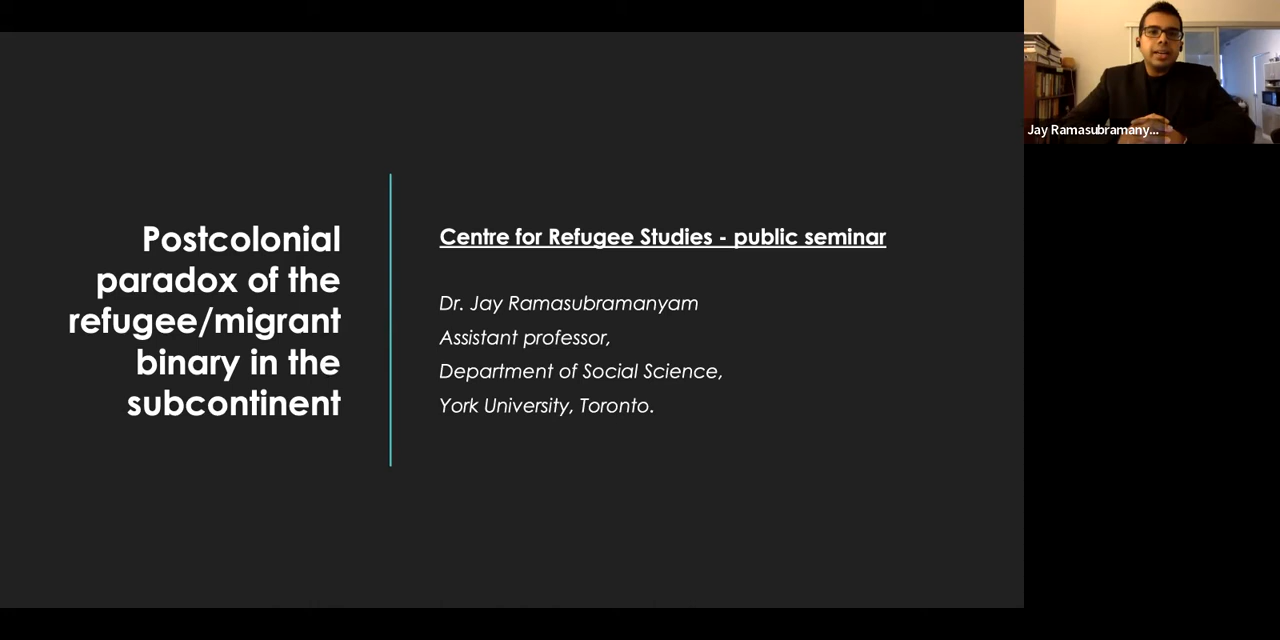 Postcolonial
paradox of the
refugee/migrant
binary in the
subcontinent
Centre for Refugee Studies - public seminar
Dr. Jay Ramasubramanyam
Assistant professor,
Department of Social Science,
York University, Toronto.
Jay Ramasubramany...